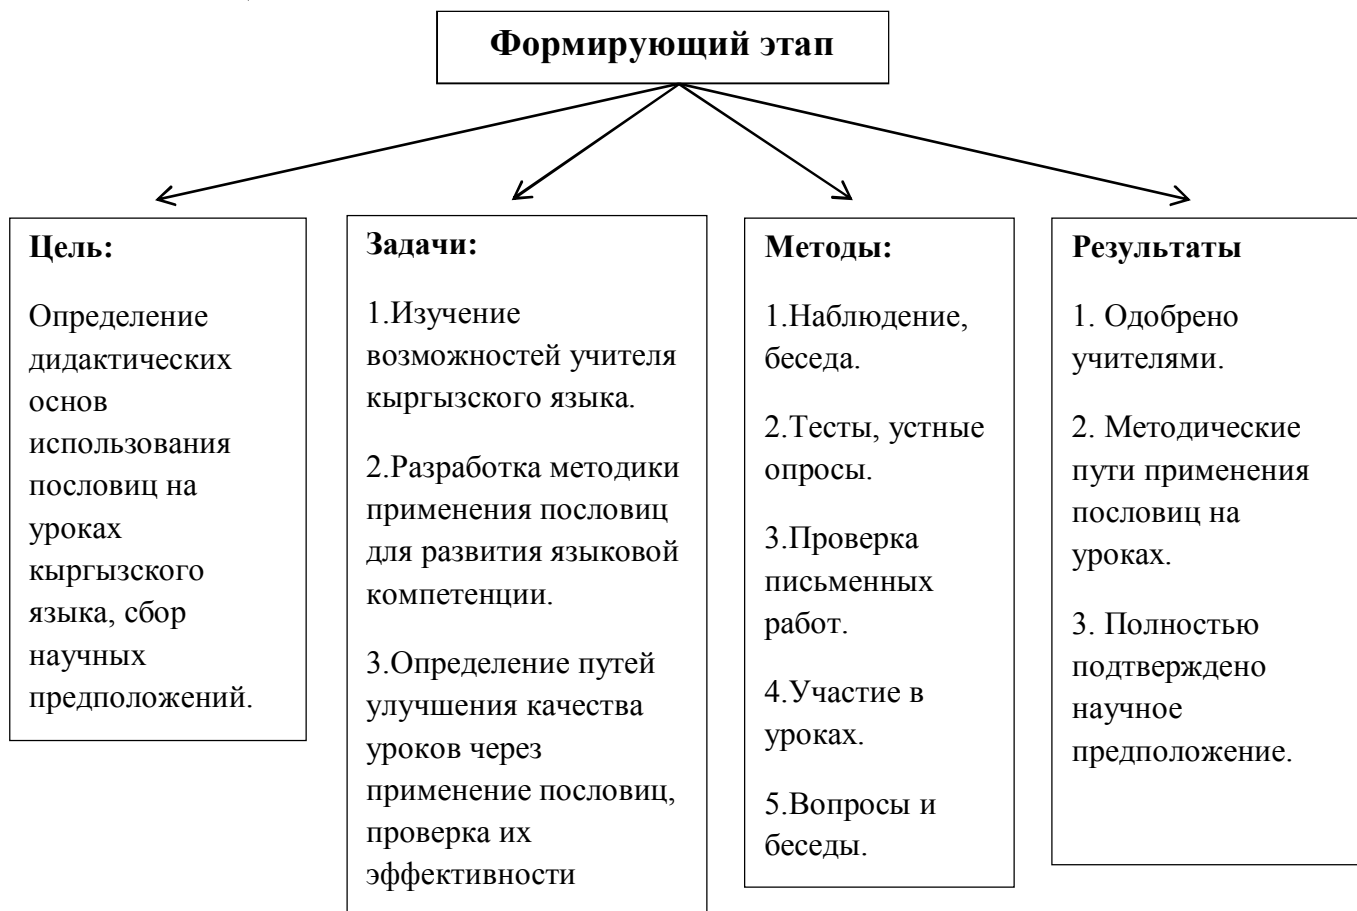 Формирующий этап
Цель:
Определение
дидактических
основ
использования
пословиц на
уроках
кыргызского
языка, сбор
научных
предположений.
Задачи:
1.Изучение
возможностей учителя
кыргызского языка.
2.Разработка методики
применения пословиц
для развития языковой
компетенции.
3.Определение путей
улучшения качества
уроков через
применение пословиц,
проверка их
эффективности
Методы:
1.Наблюдение,
беседа.
2.Тесты, устные
опросы.
3.Проверка
письменных
работ.
4.Участие в
уроках.
5.Вопросы и
беседы.
Результаты
1. Одобрено
учителями.
2. Методические
пути применения
пословиц на
уроках.
3. Полностью
подтверждено
научное
предположение.